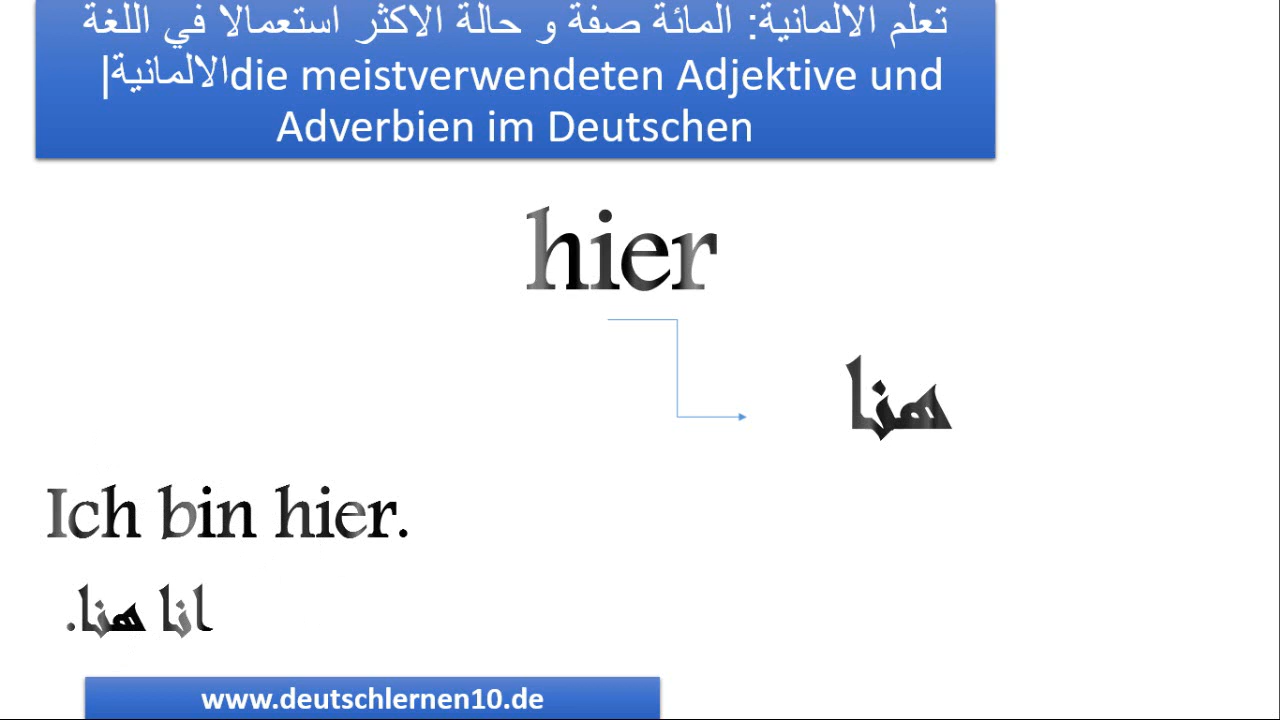 تعلم الالمانية: المائة صفة و حالة الاكثر استعمالا في اللغة
الالمانية|die meistverwendeten Adjektive und
Adverbien im Deutschen
hier
هنا
Ich bin hier.
انا هنا.
www.deutschlernen10.de